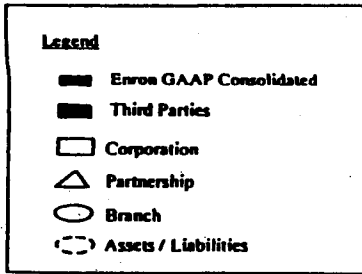 Legend
Enron GAAP Consolidated
Third Parties
Corporation
Partnership
Branch
Assets / Liabilities